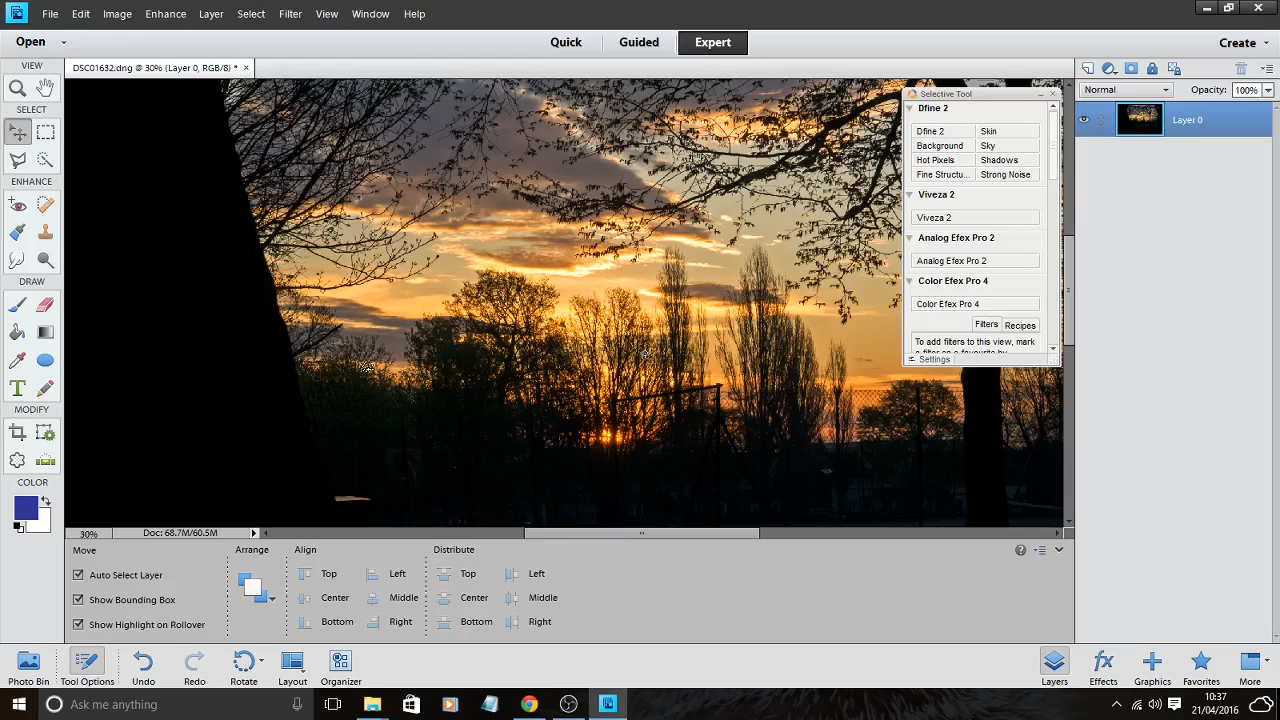 File Edit Image Enhance Layer Select Filter View Window Help
Open Quick Guided Expert Create
VIEW DSC01632.dng @ 30% (Layer 0, RGB/8) * ×
Normal Opacity: 100%
Selective Tool
SELECT
Dfine 2
Layer 0
Dfine 2 Skin
Background Sky
Hot Pixels Shadows
Fine Structu... Strong Noise
ENHANCE
Viveza 2
Viveza 2
Analog Efex Pro 2
Analog Efex Pro 2
DRAW
Color Efex Pro 4
Color Efex Pro 4
Filters Recipes
To add filters to this view, mark
Settings
MODIFY
COLOR
30% Doc: 68.7M/60.5M
Move Arrange Align Distribute
Auto Select Layer Top Left Top Left
Show Bounding Box Center Middle Center Middle
Show Highlight on Rollover Bottom Right Bottom Right
Photo Bin Tool Options Undo Redo Rotate Layout Organizer Layers Effects Graphics Favorites More
Ask me anything
10:37
21/04/2016